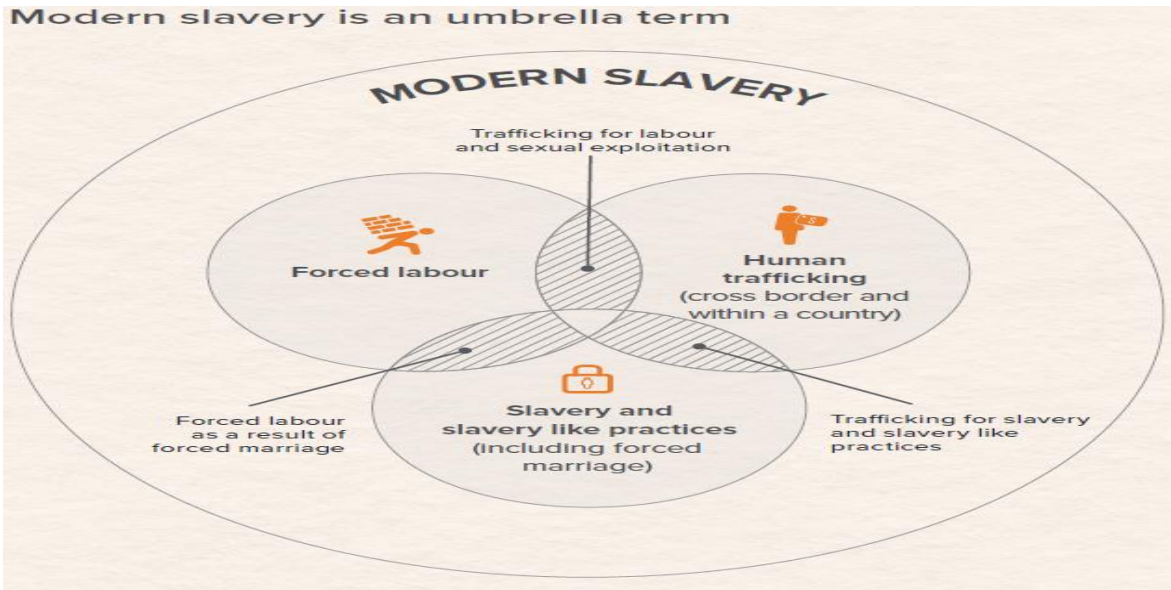 Modern slavery is an umbrella term
MODERN SLAVERY
Trafficking for labour
and sexual exploitation
Forced labour
Human
trafficking
(cross border and
within a country)
Slavery and
slavery like practices
(including forced
marriage)
Forced labour
as a result of
forced marriage
Trafficking for slavery
and slavery like
practices